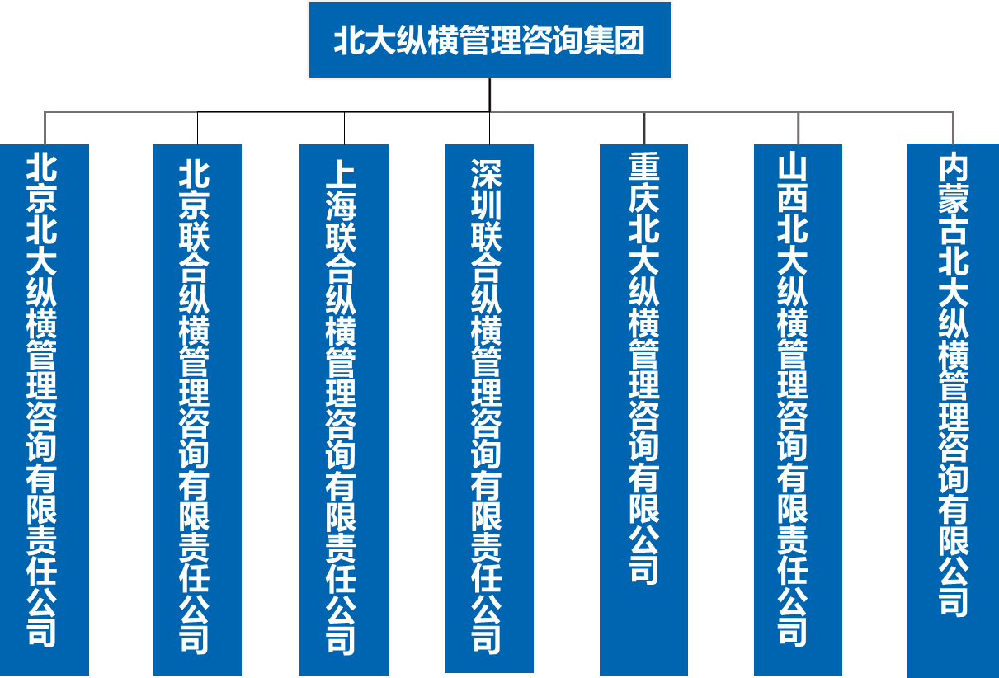 北大纵横管理咨询集团
北京北大纵横管理咨询有限责任公司
北京联合纵横管理咨询有限责任公司
上海联合纵横管理咨询有限责任公司
深圳联合纵横管理咨询有限责任公司
重庆北大纵横管理咨询有限公司
山西北大纵横管理咨询有限责任公司
内蒙古北大纵横管理咨询有限公司